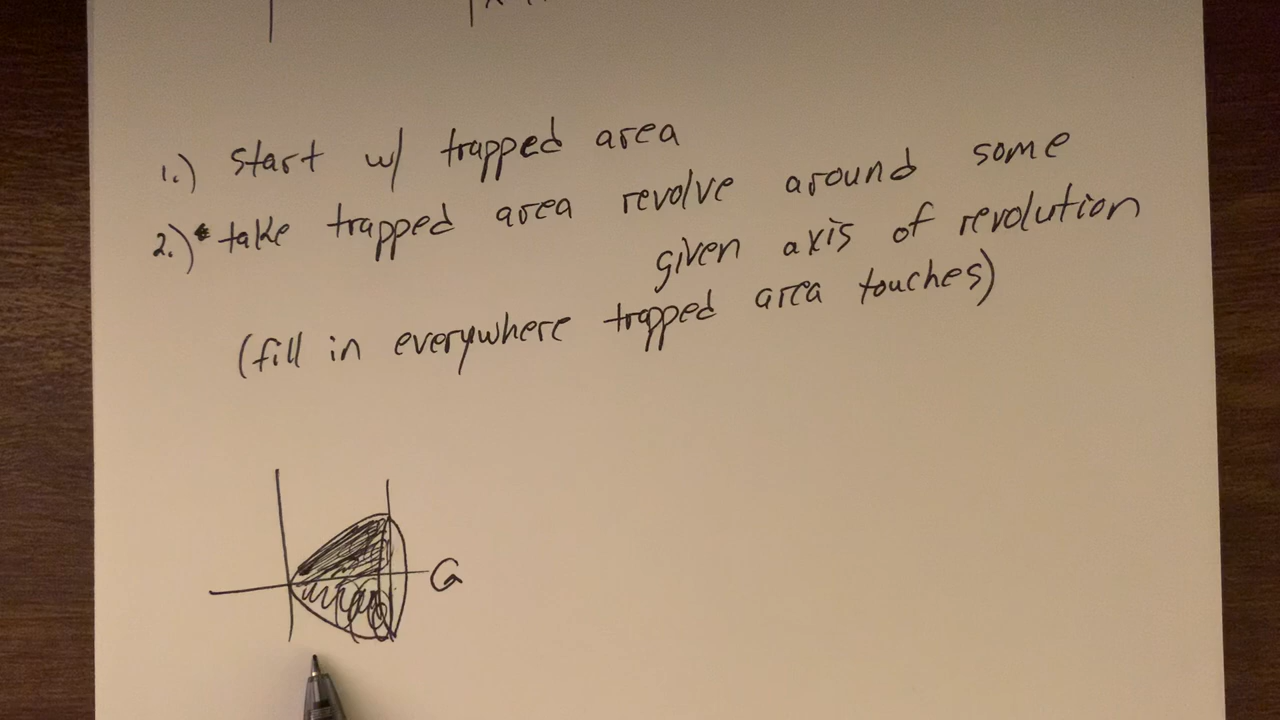 1.) start w/ trapped area
2.) * take trapped area revolve around some
given axis of revolution
(fill in everywhere trapped area touches)